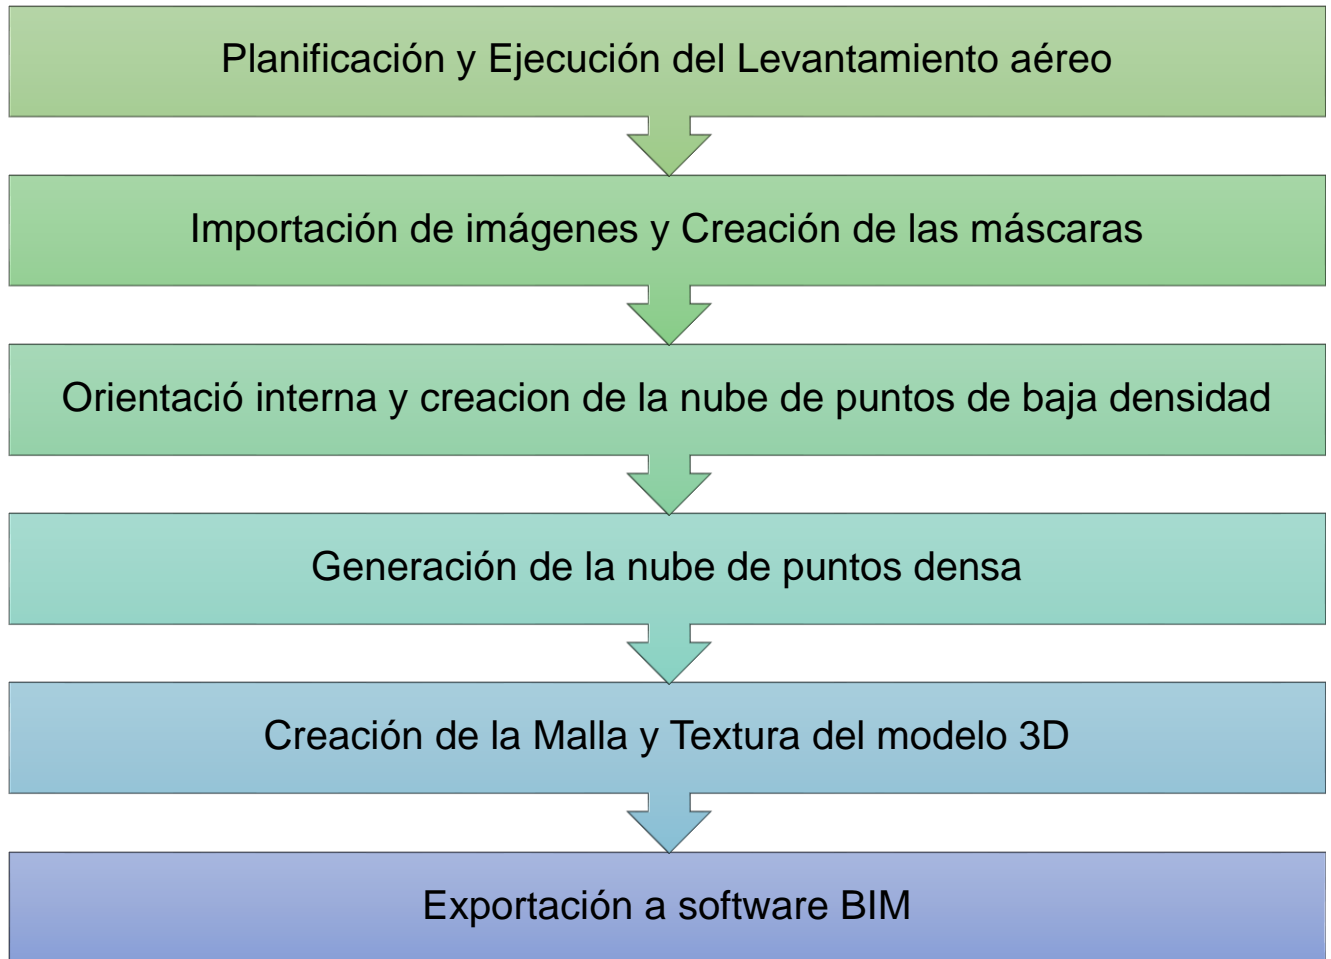 Planificación y Ejecución del Levantamiento aéreo
Importación de imágenes y Creación de las máscaras
Orientació interna y creacion de la nube de puntos de baja densidad
Generación de la nube de puntos densa
Creación de la Malla y Textura del modelo 3D
Exportación a software BIM